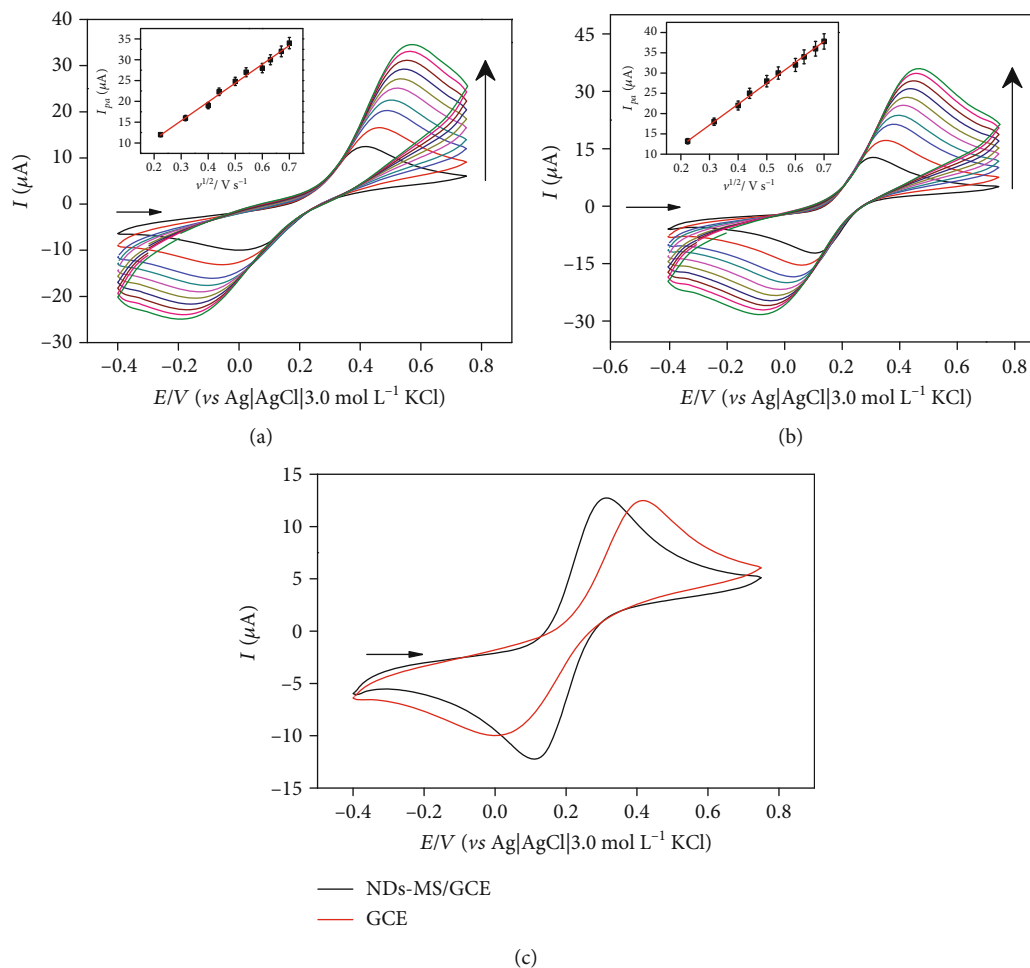 40
30
20
10
0
−10
−20
−30
I (μA)
−0.4 −0.2 0.0 0.2 0.4 0.6 0.8
E/V (vs Ag|AgCl|3.0 mol L−1 KCl)
35
30
25
20
15
10
Ipa (μA)
0.2 0.3 0.4 0.5 0.6 0.7
v1/2/ V s−1
(a)
45
30
15
0
−15
−30
I (μA)
−0.6 −0.4 −0.2 0.0 0.2 0.4 0.6 0.8
E/V (vs Ag|AgCl|3.0 mol L−1 KCl)
40
35
30
25
20
15
10
Ipa (μA)
0.2 0.3 0.4 0.5 0.6 0.7
v1/2/ V s−1
(b)
15
10
5
0
−5
−10
−15
I (μA)
−0.4 −0.2 0.0 0.2 0.4 0.6 0.8
E/V (vs Ag|AgCl|3.0 mol L−1 KCl)
NDs-MS/GCE
GCE
(c)